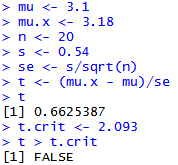 > mu <- 3.1
> mu.x <- 3.18
> n <- 20
> s <- 0.54
> se <- s/sqrt(n)
> t <- (mu.x - mu)/se
> t
[1] 0.6625387
> t.crit <- 2.093
> t > t.crit
[1] FALSE